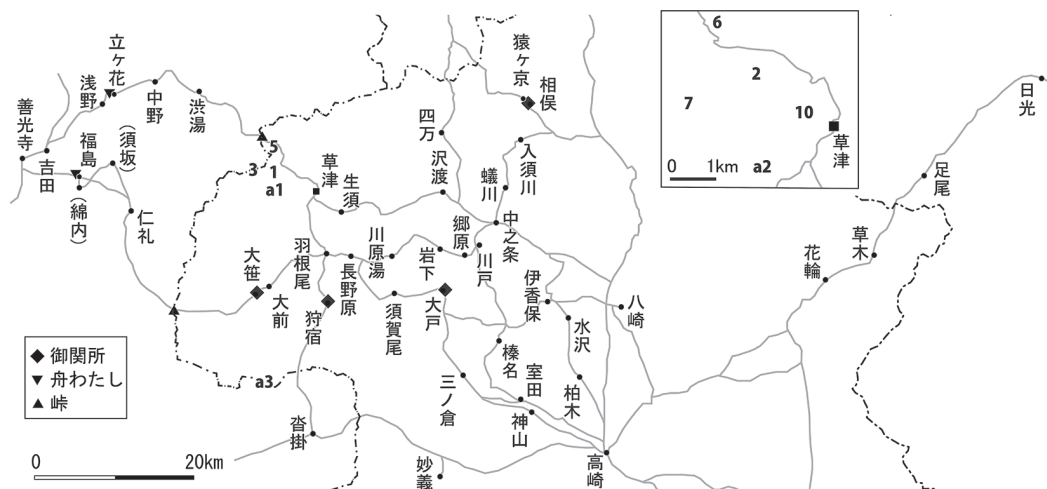 善光寺
吉田
浅野
立ヶ花
中野
渋湯
福島
(綿内)
(須坂)
仁礼
5
3
1
a1
草津
生須
四万
沢渡
猿ヶ京
相俣
入須川
蟻川
中之条
大笹
大前
羽根尾
狩宿
長野原
川原湯
須賀尾
岩下
郷原
川戸
大戸
伊香保
八崎
水沢
榛名
柏木
室田
神山
三ノ倉
a3
沓掛
妙義
高崎
日光
足尾
草木
花輪
6
2
7
10
草津
0 1km
a2
◆ 御関所
▼ 舟わたし
▲ 峠
0 20km